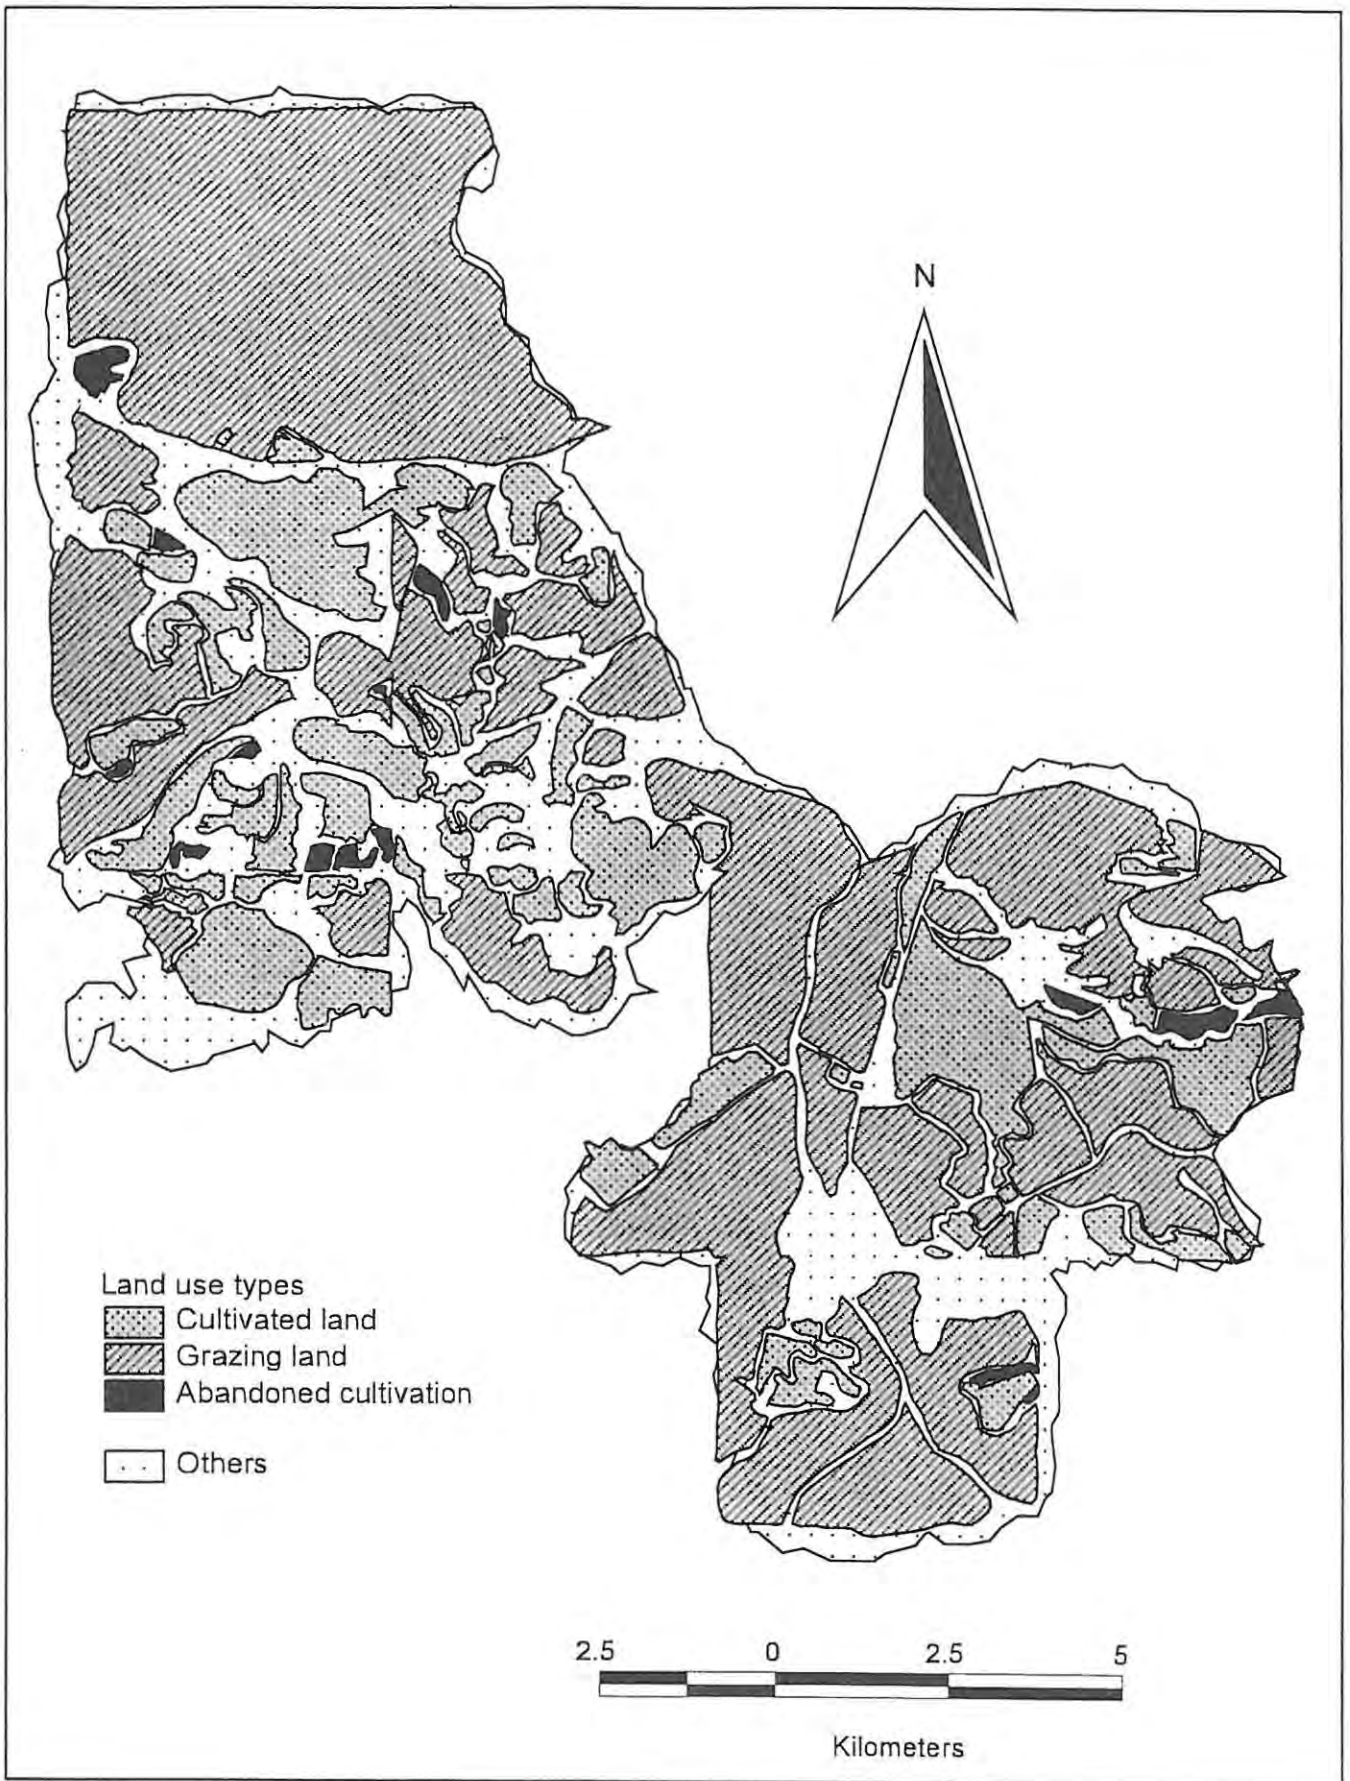 N
Land use types
Cultivated land
Grazing land
Abandoned cultivation
Others
2.5 0 2.5 5
Kilometers